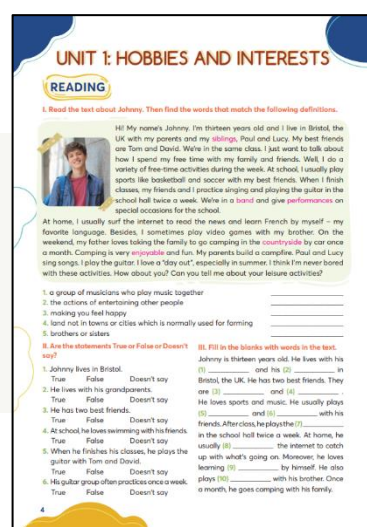 UNIT 1: HOBBIES AND INTERESTS
READING
I. Read the text about Johnny. Then find the words that match the following definitions.
Hi! My name's Johnny. I'm thirteen years old and I live in Bristol, the
UK with my parents and my siblings, Paul and Lucy. My best friends
are Tom and David. We're in the same class. I just want to talk about
how I spend my free time with my family and friends. Well, I do a
variety of free-time activities during the week. At school, I usually play
sports like basketball and soccer with my best friends. When I finish
classes, my friends and I practice singing and playing the guitar in the
school hall twice a week. We're in a band and give performances on
special occasions for the school.
At home, I usually surf the internet to read the news and learn French by myself – my
favorite language. Besides, I sometimes play video games with my brother. On the
weekend, my father loves taking the family to go camping in the countryside by car once
a month. Camping is very enjoyable and fun. My parents build a campfire. Paul and Lucy
sing songs. I play the guitar. I love a "day out", especially in summer. I think I'm never bored
with these activities. How about you? Can you tell me about your leisure activities?
1. a group of musicians who play music together ____________
2. the actions of entertaining other people ____________
3. making you feel happy ____________
4. land not in towns or cities which is normally used for farming ____________
5. brothers or sisters ____________
II. Are the statements True or False or Doesn't
say?
1. Johnny lives in Bristol.
True False Doesn't say
2. He lives with his grandparents.
True False Doesn't say
3. He has two best friends.
True False Doesn't say
4. At school, he loves swimming with his friends.
True False Doesn't say
5. When he finishes his classes, he plays the
guitar with Tom and David.
True False Doesn't say
6. His guitar group often practices once a week.
True False Doesn't say
III. Fill in the blanks with words in the text.
Johnny is thirteen years old. He lives with his
(1) ________ and his (2) ________ in
Bristol, the UK. He has two best friends. They
are (3) ________ and (4) ________ .
He loves sports and music. He usually plays
(5) ________ and (6) ________ with his
friends. After class, he plays the (7) ________
in the school hall twice a week. At home, he
usually (8) ________ the internet to catch
up with what's going on. Moreover, he loves
learning (9) ________ by himself. He also
plays (10) ________ with his brother. Once
a month, he goes camping with his family.
4